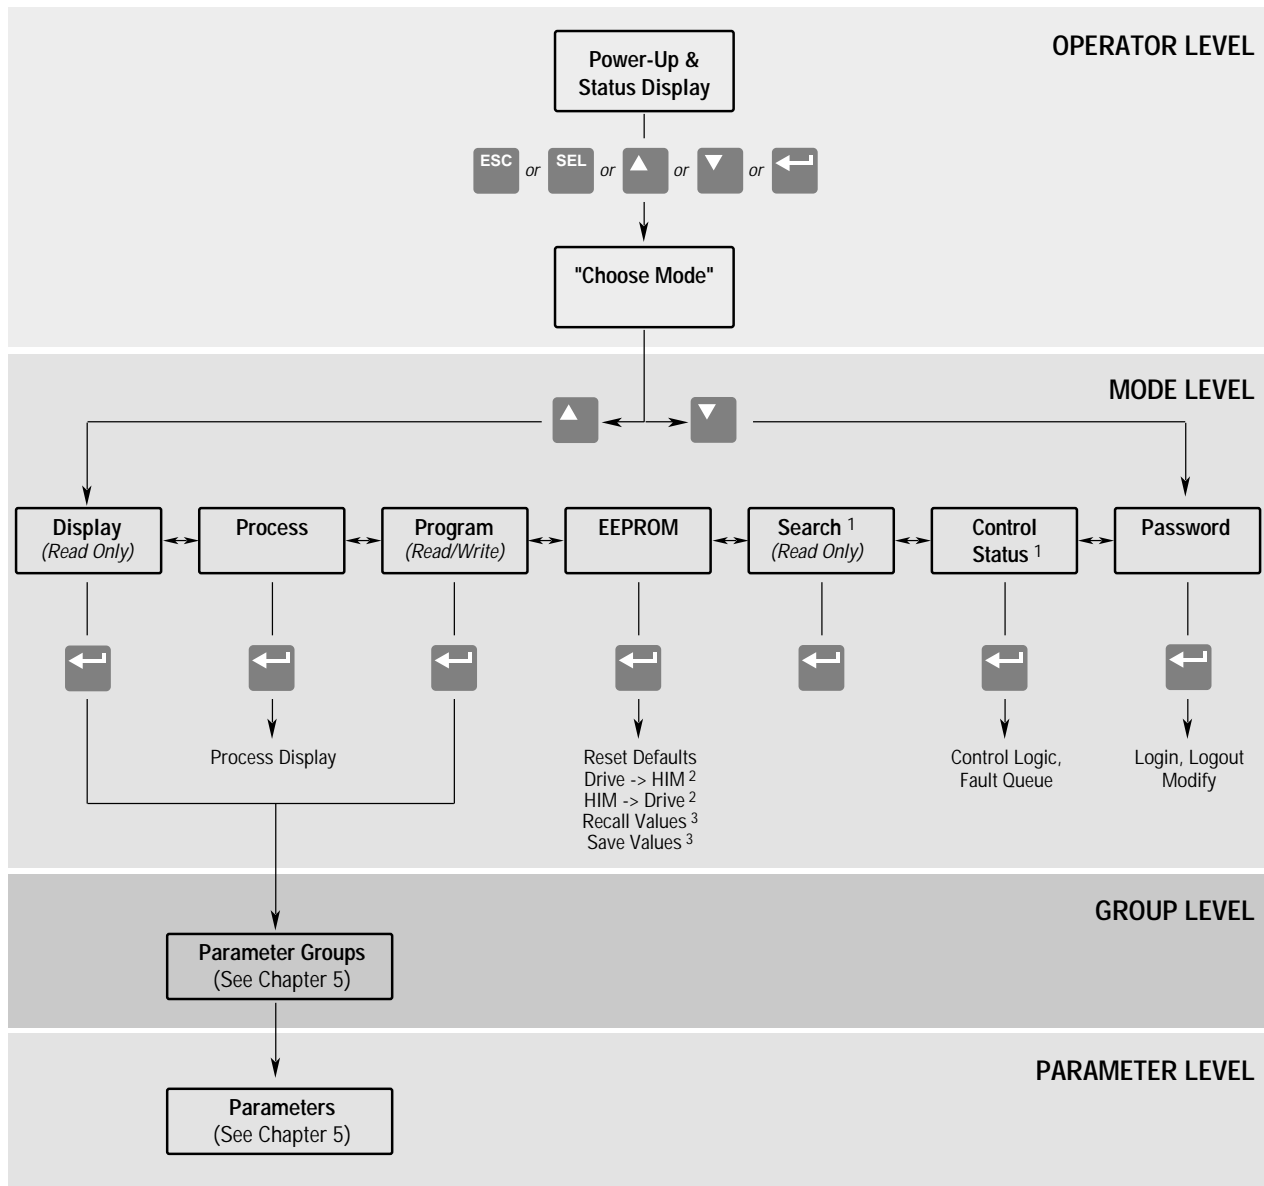 OPERATOR LEVEL
Power-Up &
Status Display
ESC or SEL or or or
"Choose Mode"
MODE LEVEL
Display
(Read Only)
Process
Program
(Read/Write)
EEPROM
Search 1
(Read Only)
Control
Status 1
Password
Process Display
Reset Defaults
Drive -> HIM 2
HIM -> Drive 2
Recall Values 3
Save Values 3
Control Logic,
Fault Queue
Login, Logout
Modify
GROUP LEVEL
Parameter Groups
(See Chapter 5)
PARAMETER LEVEL
Parameters
(See Chapter 5)